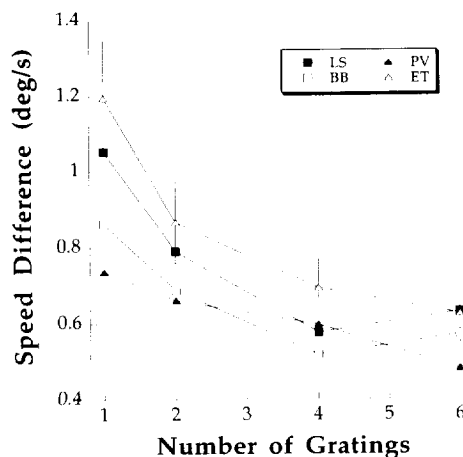 1.4
LS PV
BB ET
1.2
1
0.8
0.6
0.4
1 2 3 4 5 6
Speed Difference (deg/s)
Number of Gratings